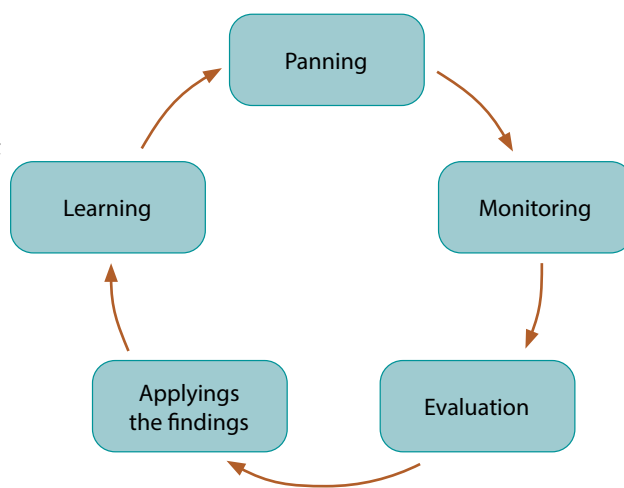 Panning
Learning
Monitoring
Applyings
the findings
Evaluation